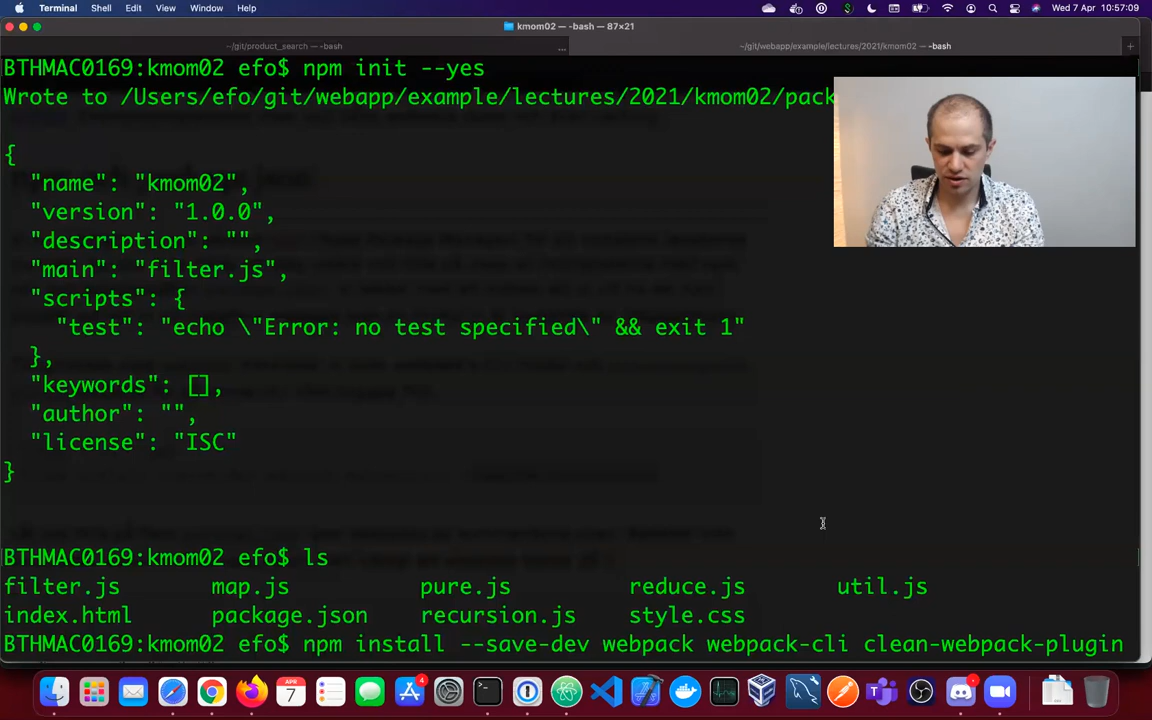 Terminal Shell Edit View Window Help Wed 7 Apr 10:57:09
kmom02 — -bash — 87×21
~/git/product_search — -bash ~/git/webapp/example/lectures/2021/kmom02 — -bash
BTHMAC0169:kmom02 efo$ npm init --yes
Wrote to /Users/efo/git/webapp/example/lectures/2021/kmom02/pack
{
"name": "kmom02",
"version": "1.0.0",
"description": "",
"main": "filter.js",
"scripts": {
"test": "echo \"Error: no test specified\" && exit 1"
},
"keywords": [],
"author": "",
"license": "ISC"
}
BTHMAC0169:kmom02 efo$ ls
filter.js map.js pure.js reduce.js util.js
index.html package.json recursion.js style.css
BTHMAC0169:kmom02 efo$ npm install --save-dev webpack webpack-cli clean-webpack-plugin